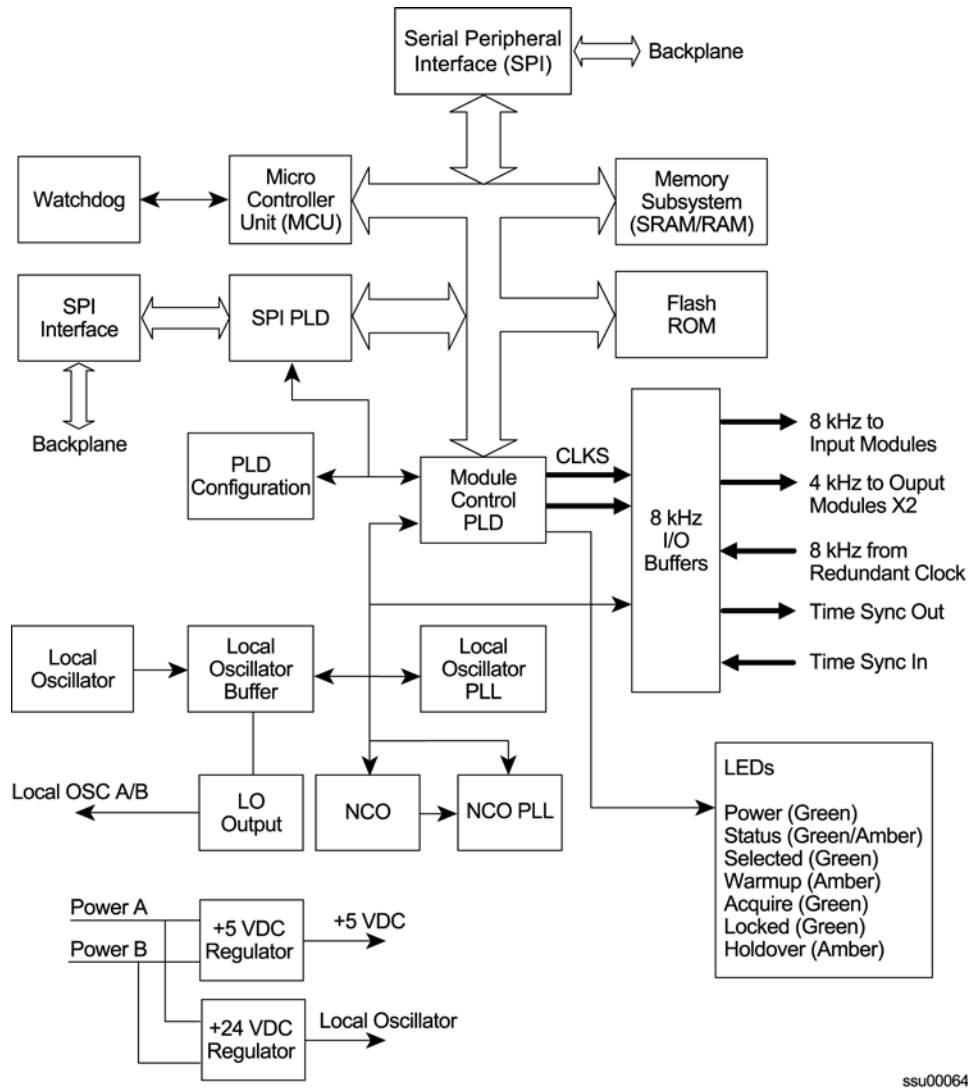 Serial Peripheral
Interface (SPI)
Backplane
Watchdog
Micro
Controller
Unit (MCU)
Memory
Subsystem
(SRAM/RAM)
SPI
Interface
SPI PLD
Flash
ROM
Backplane
PLD
Configuration
Module
Control
PLD
CLKS
8 kHz
I/O
Buffers
8 kHz to
Input Modules
4 kHz to Ouput
Modules X2
8 kHz from
Redundant Clock
Time Sync Out
Time Sync In
Local
Oscillator
Local
Oscillator
Buffer
Local
Oscillator
PLL
Local OSC A/B
LO
Output
NCO
NCO PLL
LEDs
Power (Green)
Status (Green/Amber)
Selected (Green)
Warmup (Amber)
Acquire (Green)
Locked (Green)
Holdover (Amber)
Power A
Power B
+5 VDC
Regulator
+5 VDC
+24 VDC
Regulator
Local Oscillator
ssu00064